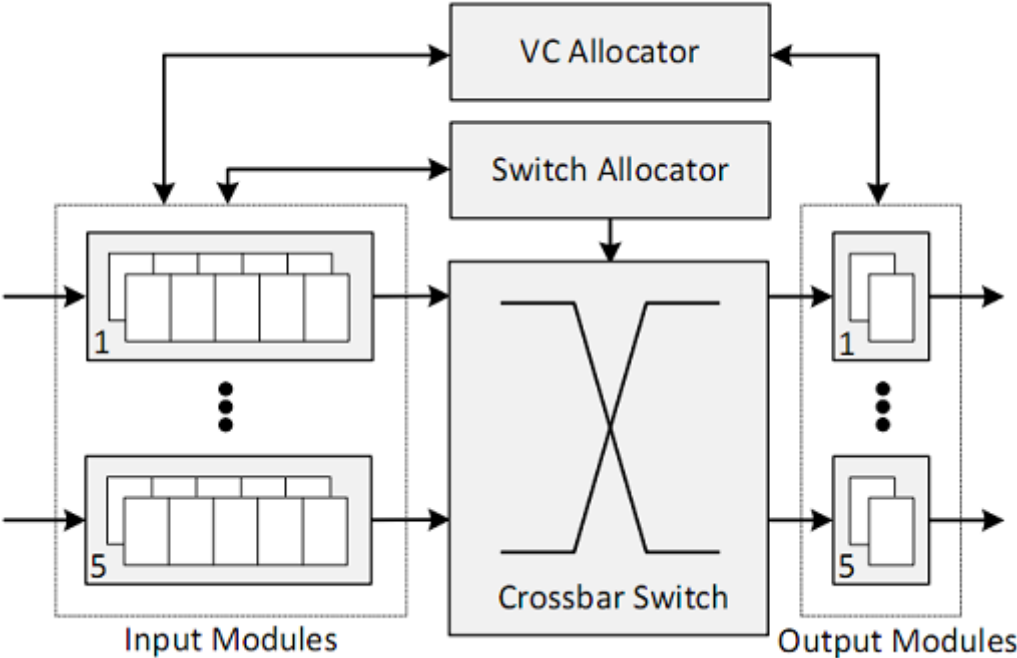 VC Allocator
Switch Allocator
1
1
5
5
Crossbar Switch
Input Modules
Output Modules